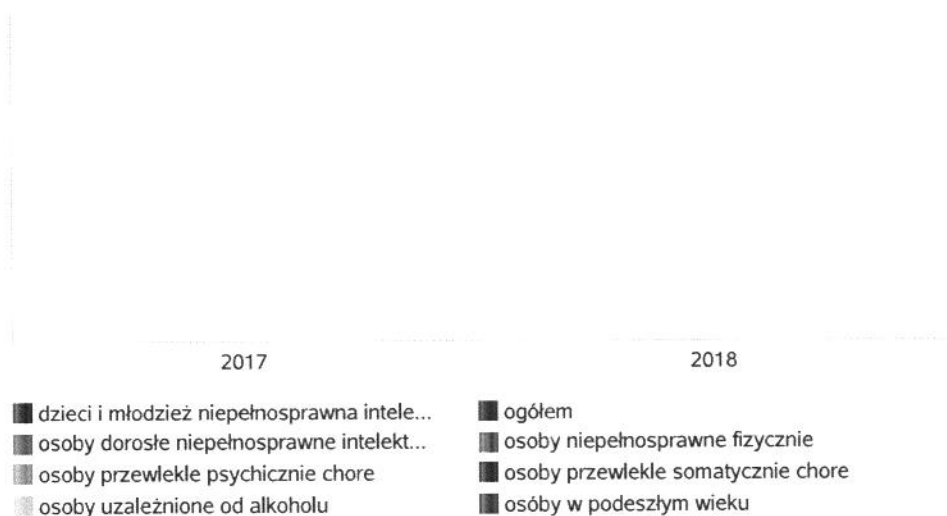 2017 2018
dzieci i młodzież niepełnosprawna intele... ogółem
osoby dorosłe niepełnosprawne intelekt... osoby niepełnosprawne fizycznie
osoby przewlekle psychicznie chore osoby przewlekle somatycznie chore
osoby uzależnione od alkoholu osóby w podeszłym wieku